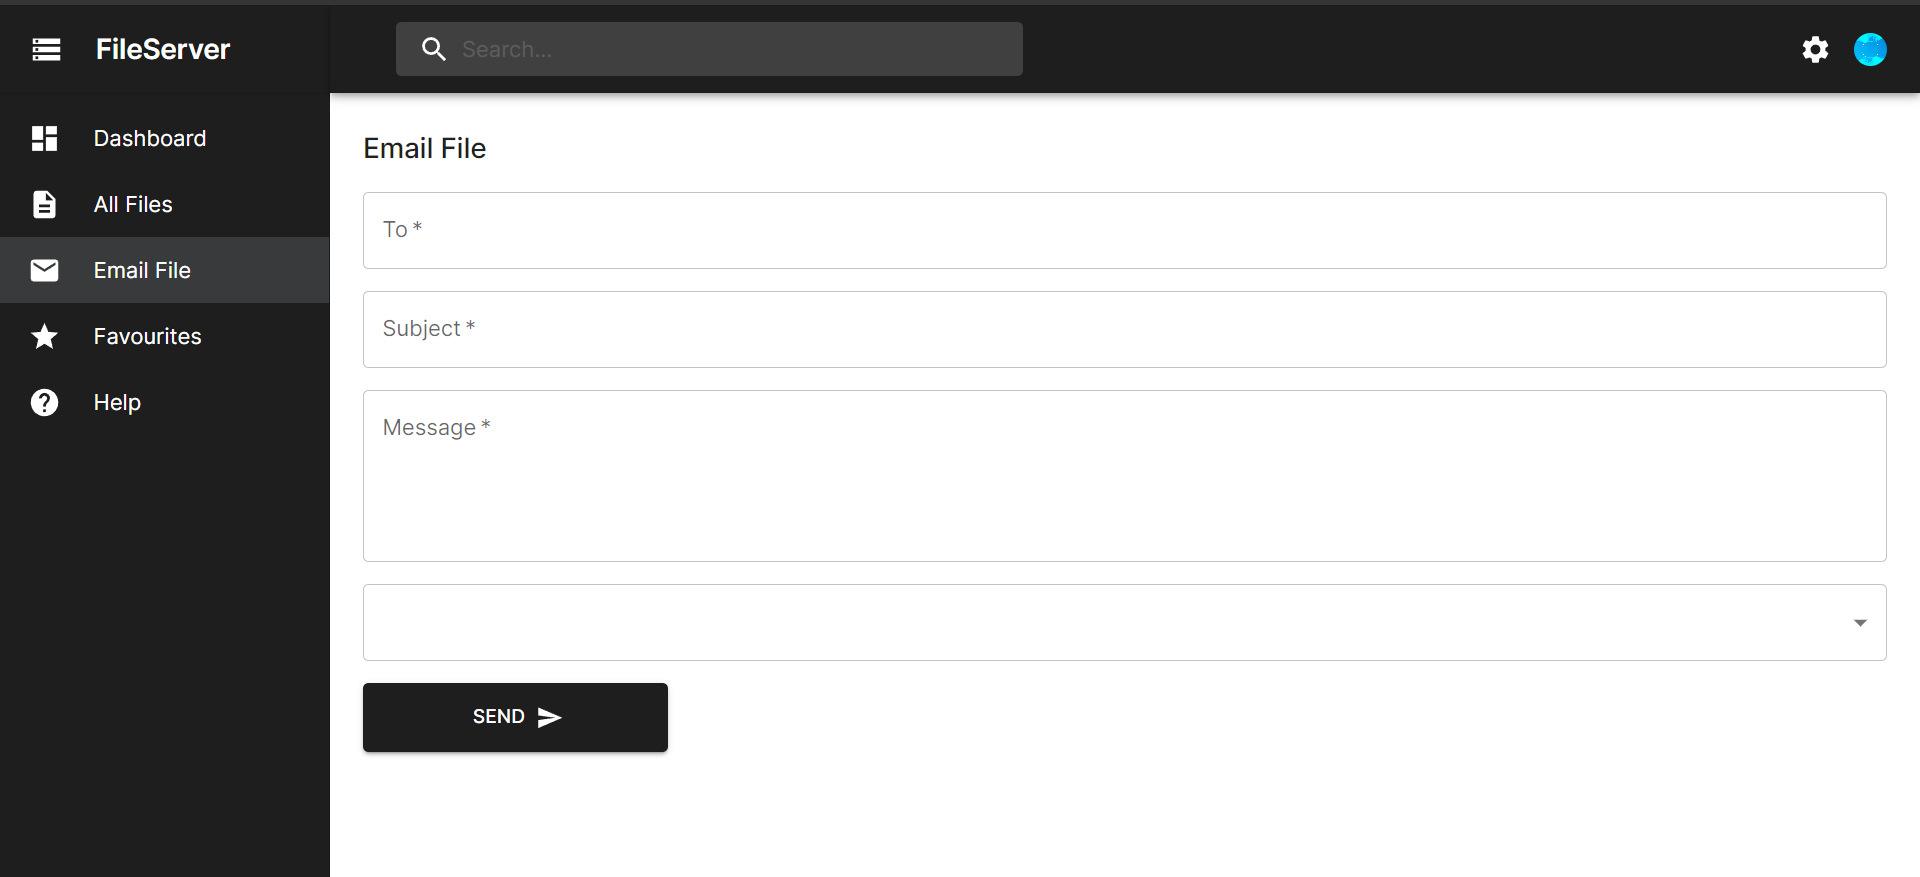 FileServer
Search...
Dashboard
All Files
Email File
Favourites
Help
Email File
To *
Subject *
Message *
SEND